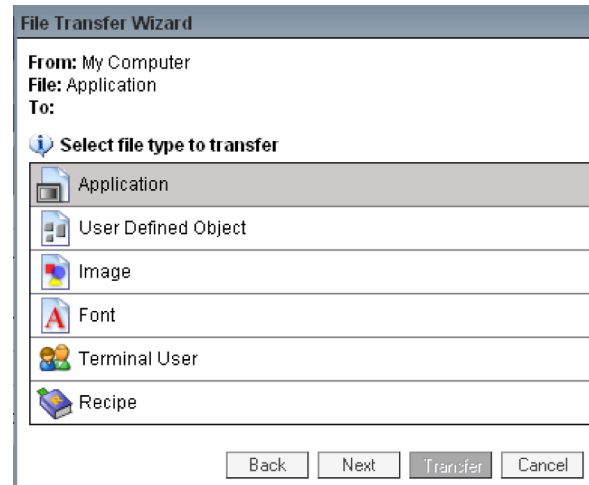 File Transfer Wizard
From: My Computer
File: Application
To:
Select file type to transfer
Application
User Defined Object
Image
Font
Terminal User
Recipe
Back Next Transfer Cancel